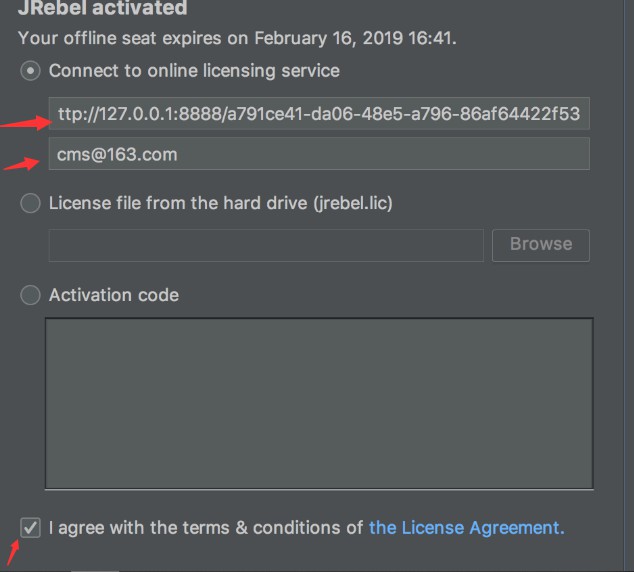 JRebel activated
Your offline seat expires on February 16, 2019 16:41.
Connect to online licensing service
ttp://127.0.0.1:8888/a791ce41-da06-48e5-a796-86af64422f53
cms@163.com
License file from the hard drive (jrebel.lic)
Browse
Activation code
I agree with the terms & conditions of the License Agreement.